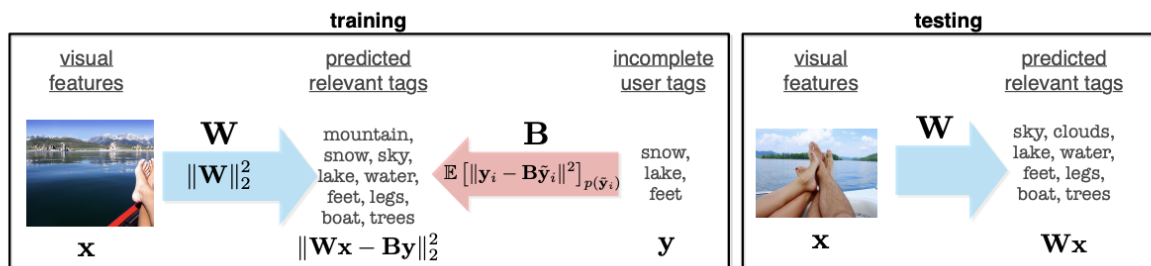 training
testing
visual
features
predicted
relevant tags
incomplete
user tags
visual
features
predicted
relevant tags
W
‖W‖₂²
mountain,
snow, sky,
lake, water,
feet, legs,
boat, trees
B
𝔼 [‖yᵢ − Bỹᵢ‖²]ₚ₍ỹᵢ₎
snow,
lake,
feet
W
sky, clouds,
lake, water,
feet, legs,
boat, trees
x
‖Wx − By‖₂²
y
x
Wx